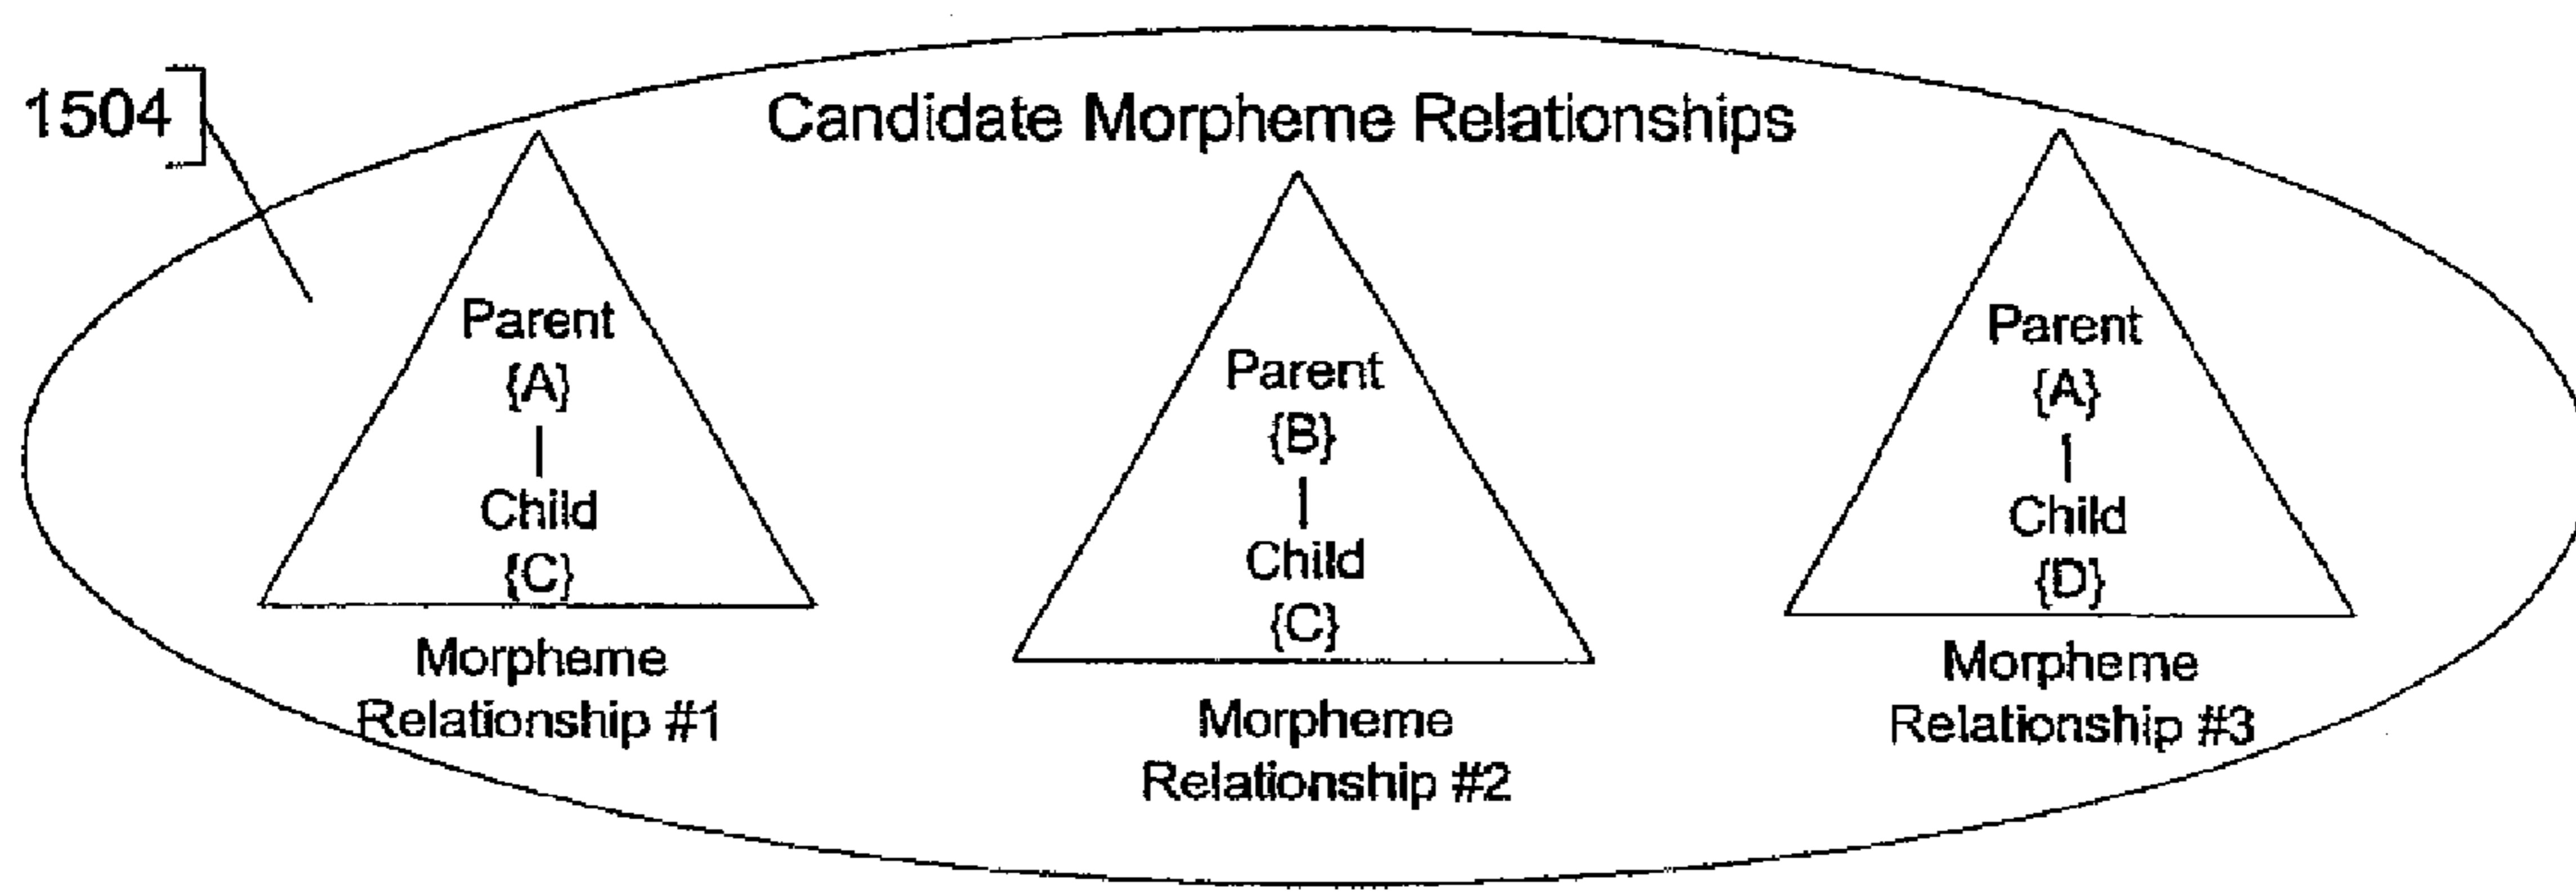 1504
Candidate Morpheme Relationships
Parent
{A}
Child
{C}
Morpheme
Relationship #1
Parent
{B}
Child
{C}
Morpheme
Relationship #2
Parent
{A}
Child
{D}
Morpheme
Relationship #3